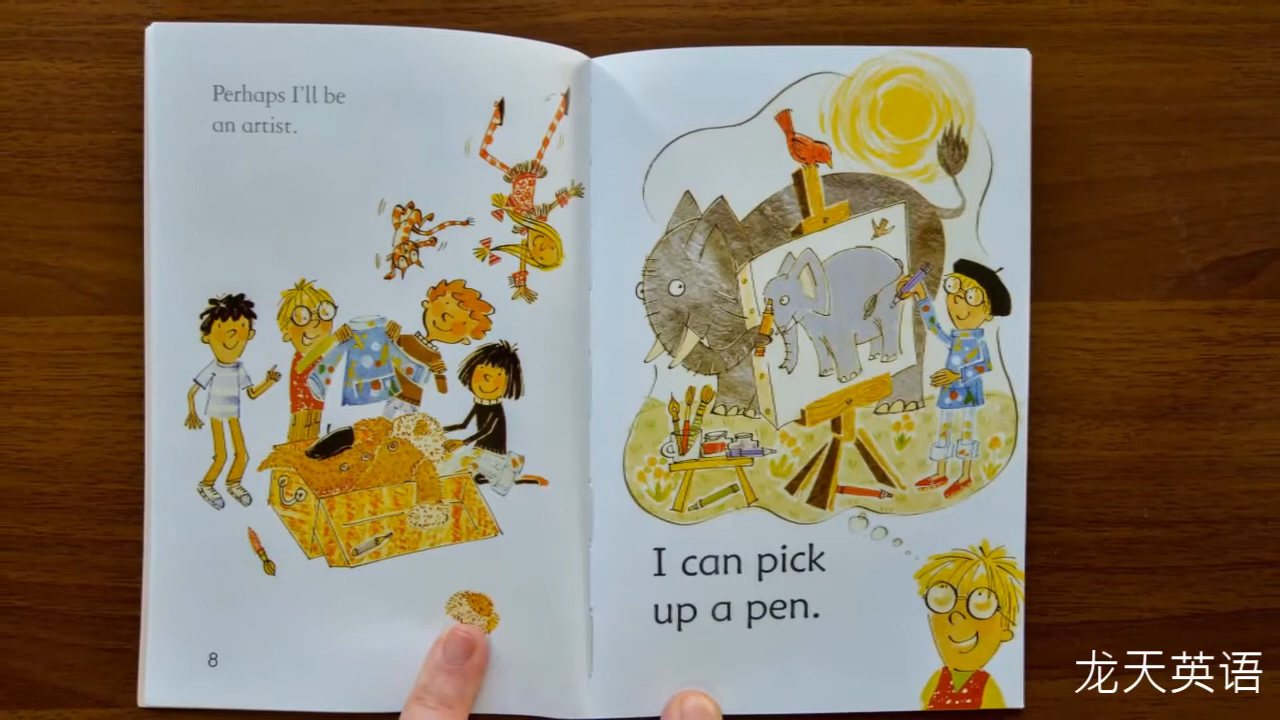 Perhaps I'll be
an artist.
8
I can pick
up a pen.
龙天英语